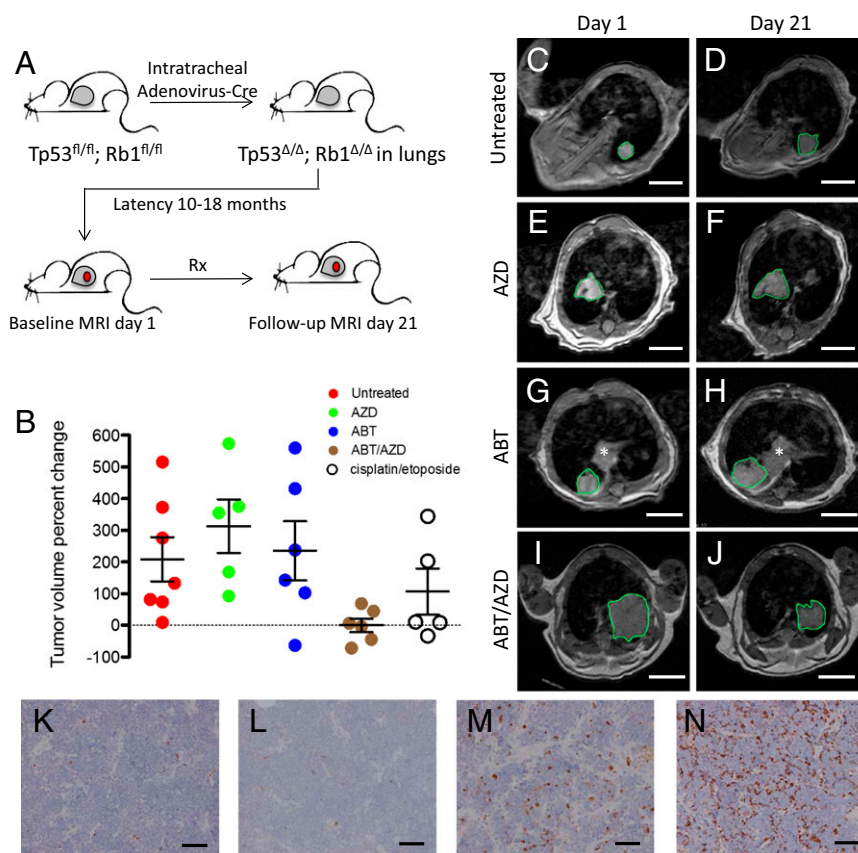 A
Intratracheal
Adenovirus-Cre
Tp53fl/fl; Rb1fl/fl
Tp53Δ/Δ; Rb1Δ/Δ in lungs
Latency 10-18 months
Rx
Baseline MRI day 1
Follow-up MRI day 21
B
Untreated
AZD
ABT
ABT/AZD
cisplatin/etoposide
Tumor volume percent change
600
500
400
300
200
100
0
-100
Day 1
Day 21
Untreated
C
D
AZD
E
F
ABT
G
*
H
*
ABT/AZD
I
J
K
L
M
N